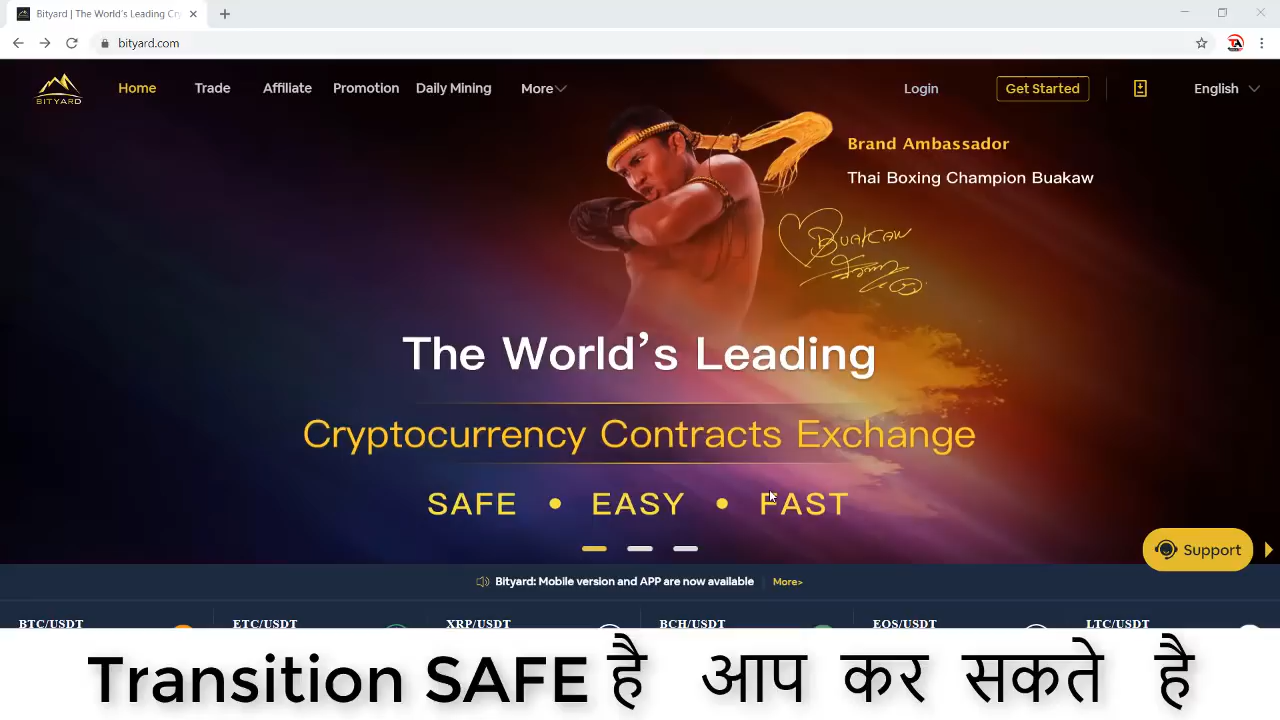 Bityard | The World's Leading Cr
bityard.com
BITYARD
Home Trade Affiliate Promotion Daily Mining More Login Get Started English
Brand Ambassador
Thai Boxing Champion Buakaw
BUAKAW
The World's Leading
Cryptocurrency Contracts Exchange
SAFE • EASY • FAST
Support
Bityard: Mobile version and APP are now available More>
BTC/USDT ETC/USDT XRP/USDT BCH/USDT EOS/USDT LTC/USDT
Transition SAFE है आप कर सकते है